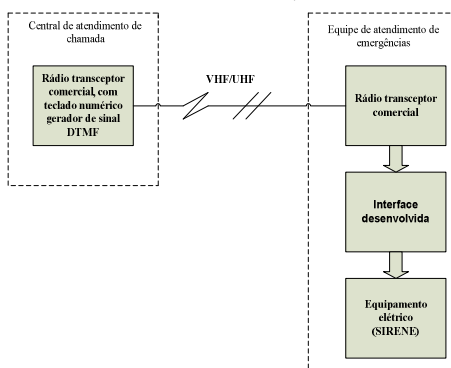 Central de atendimento de
chamada
Rádio transceptor
comercial, com
teclado numérico
gerador de sinal
DTMF
VHF/UHF
Equipe de atendimento de
emergências
Rádio transceptor
comercial
Interface
desenvolvida
Equipamento
elétrico
(SIRENE)